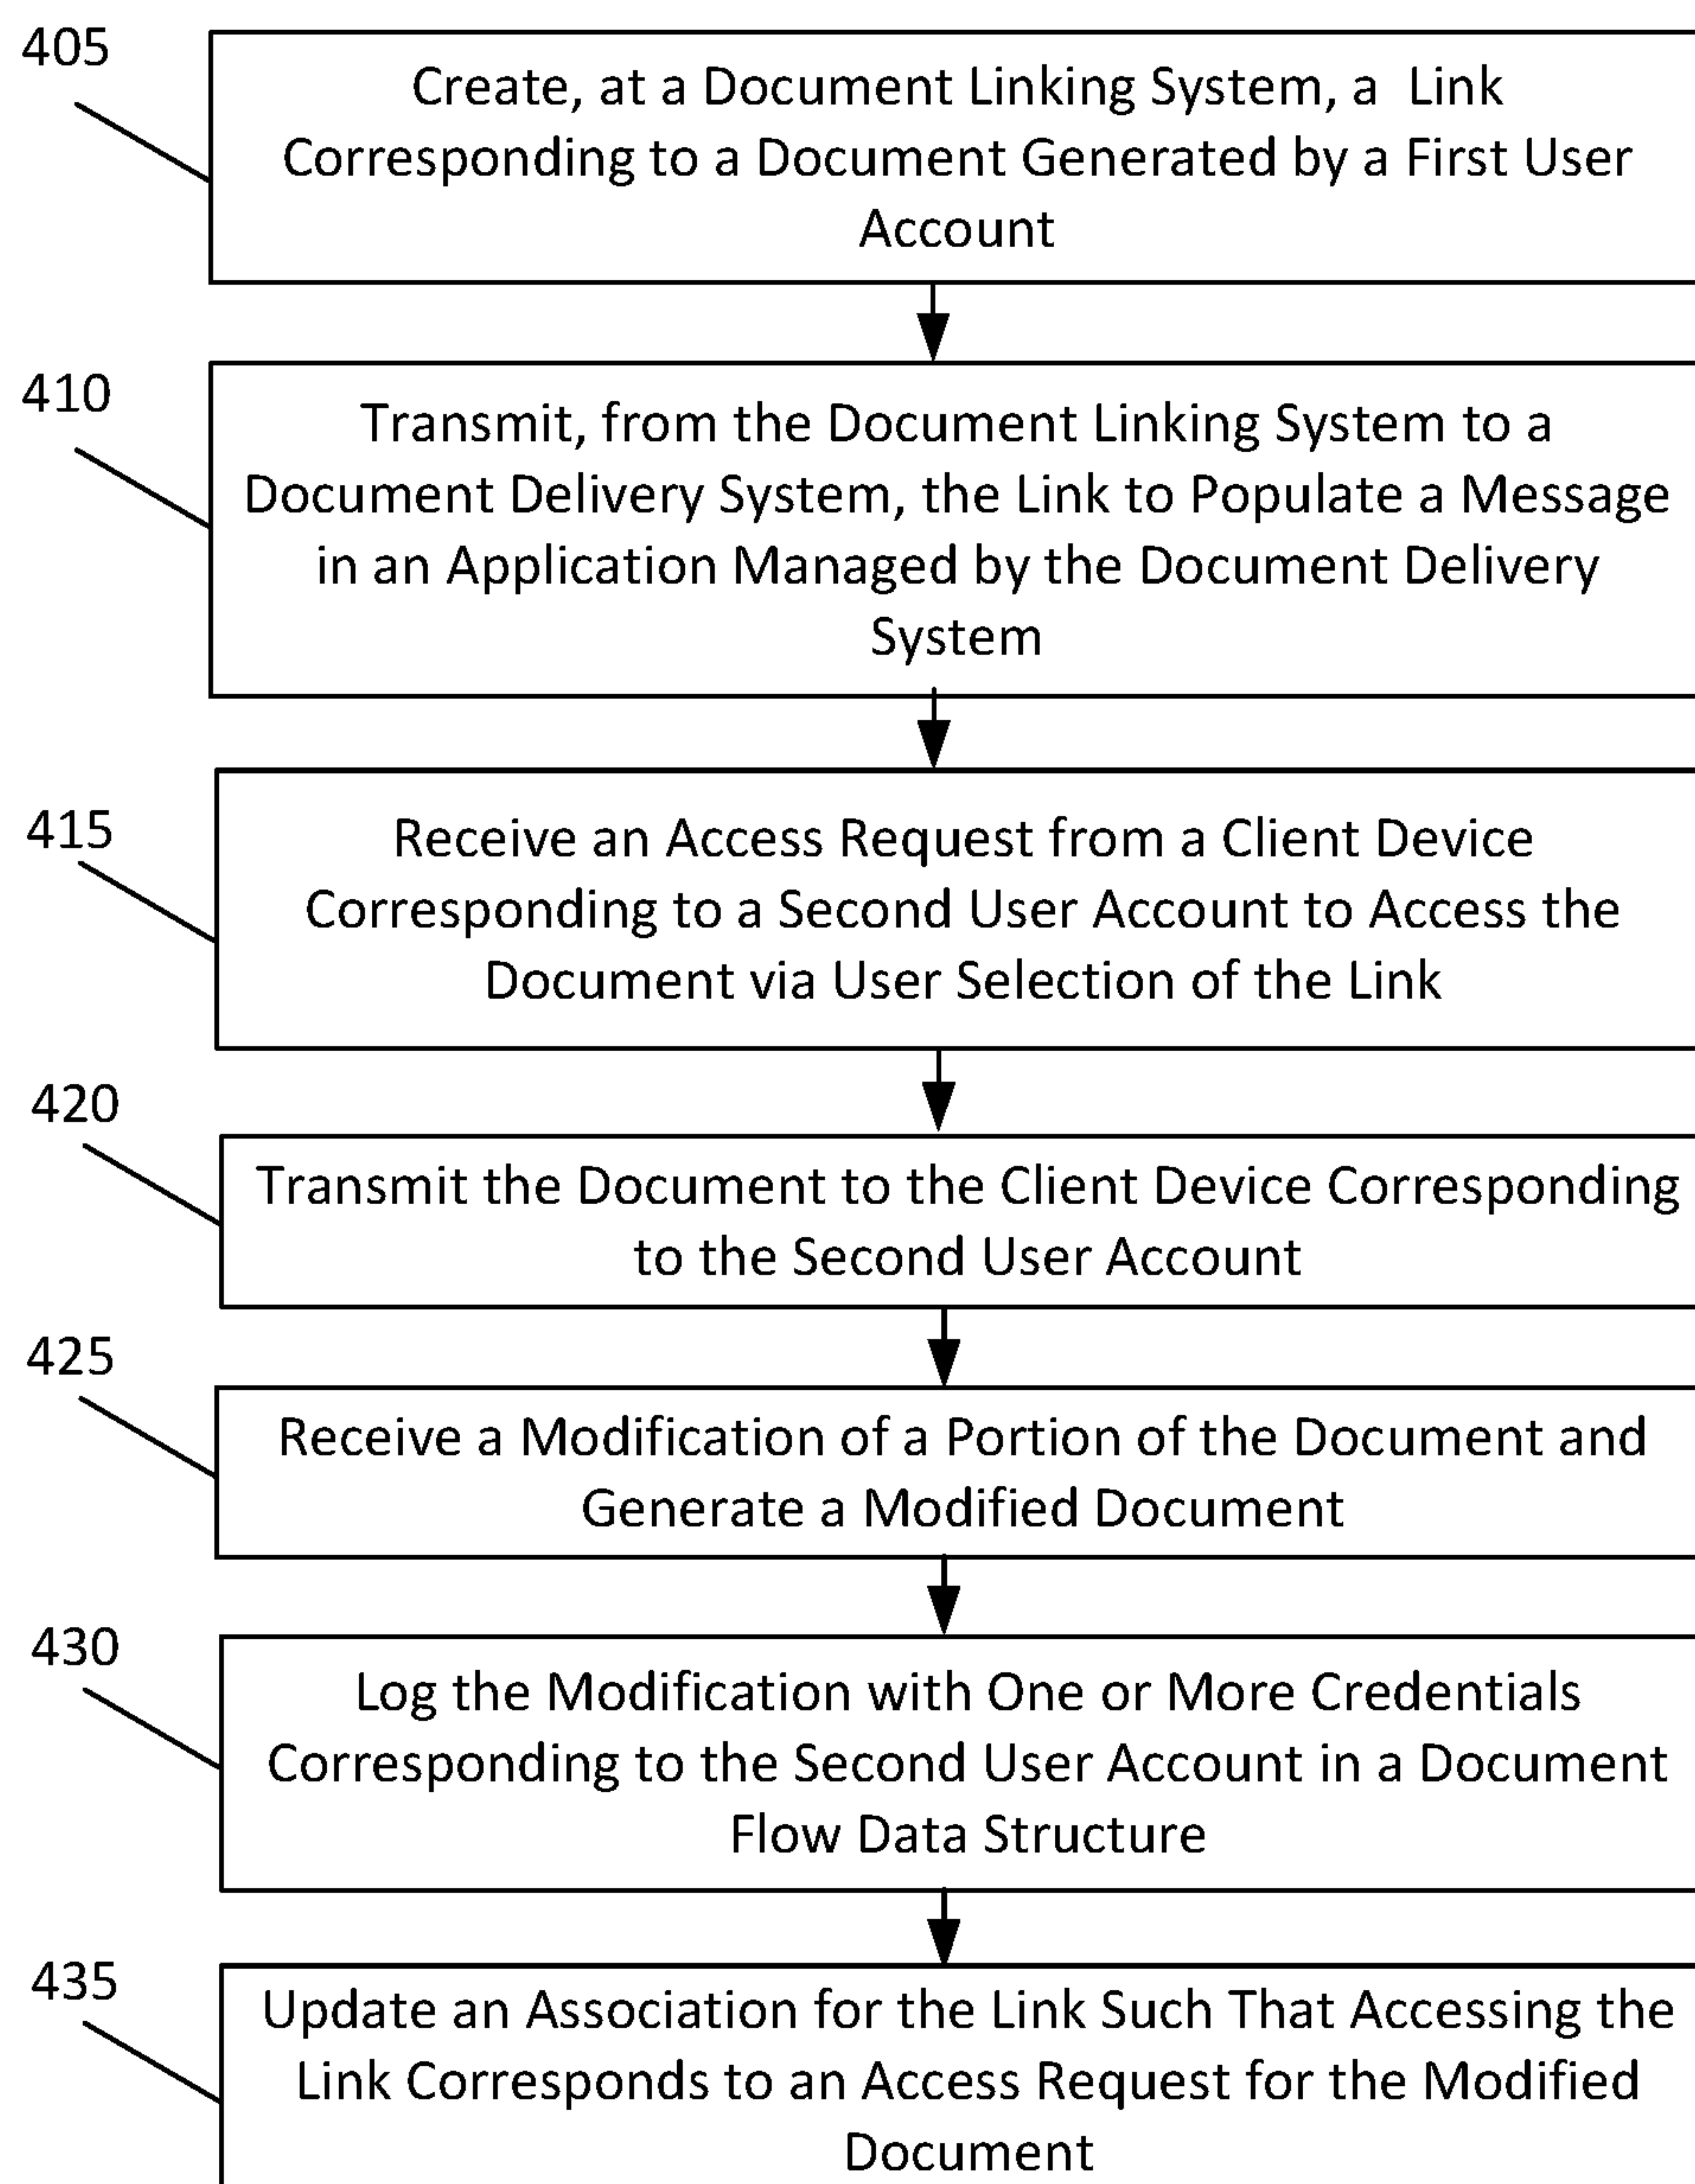 405
Create, at a Document Linking System, a Link
Corresponding to a Document Generated by a First User
Account
410
Transmit, from the Document Linking System to a
Document Delivery System, the Link to Populate a Message
in an Application Managed by the Document Delivery
System
415
Receive an Access Request from a Client Device
Corresponding to a Second User Account to Access the
Document via User Selection of the Link
420
Transmit the Document to the Client Device Corresponding
to the Second User Account
425
Receive a Modification of a Portion of the Document and
Generate a Modified Document
430
Log the Modification with One or More Credentials
Corresponding to the Second User Account in a Document
Flow Data Structure
435
Update an Association for the Link Such That Accessing the
Link Corresponds to an Access Request for the Modified
Document